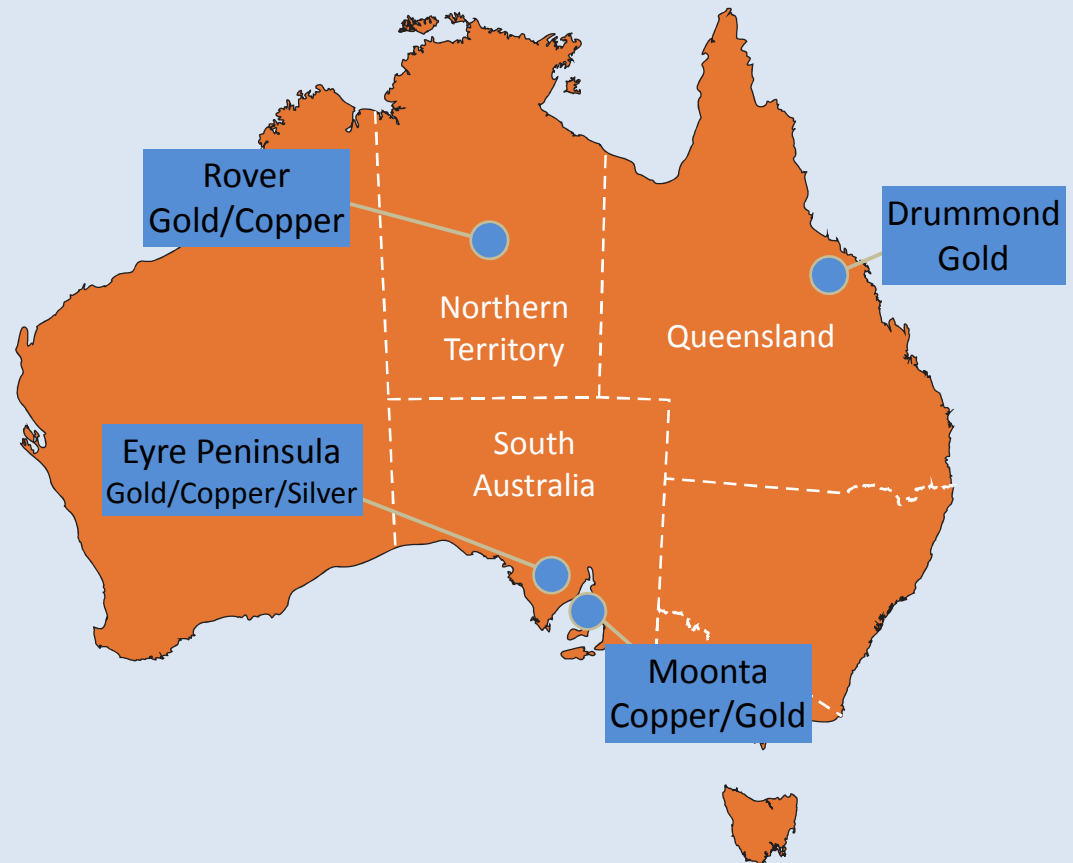 Rover
Gold/Copper
Drummond
Gold
Northern
Territory
Queensland
Eyre Peninsula
Gold/Copper/Silver
South
Australia
Moonta
Copper/Gold